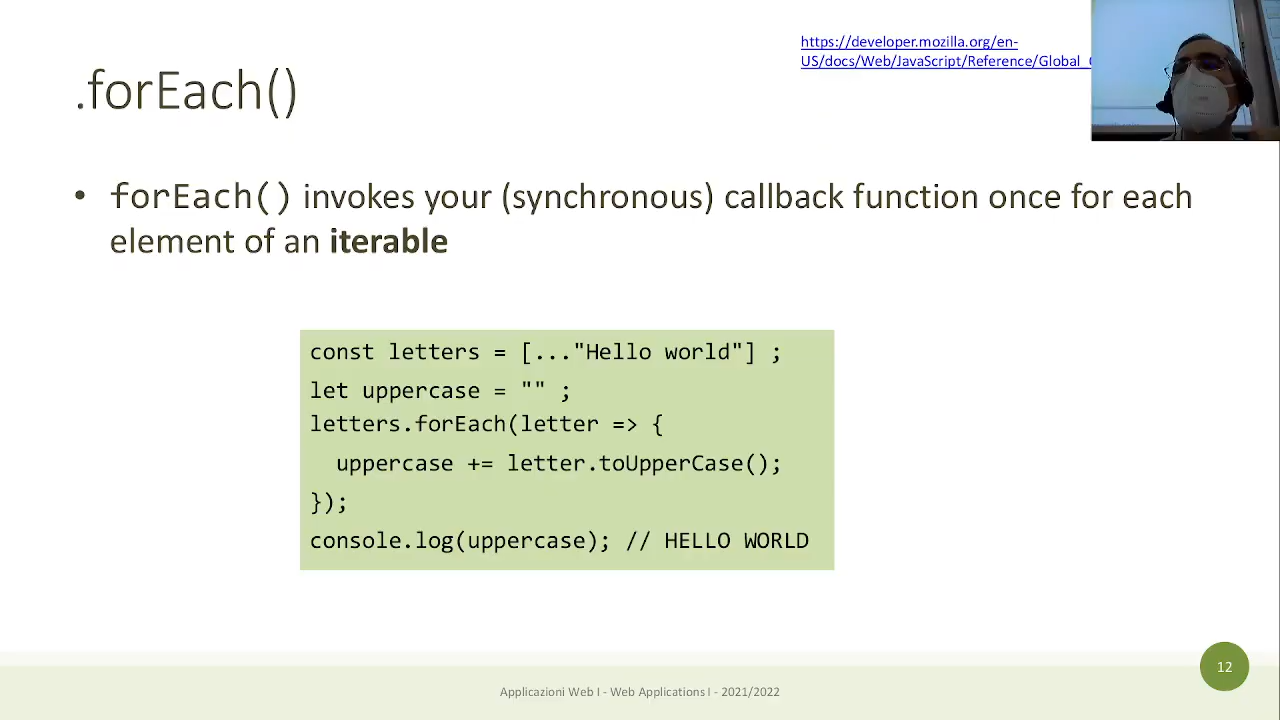 https://developer.mozilla.org/en-
US/docs/Web/JavaScript/Reference/Global_
.forEach()
• forEach() invokes your (synchronous) callback function once for each
element of an iterable
const letters = [..."Hello world"] ;
let uppercase = "" ;
letters.forEach(letter => {
uppercase += letter.toUpperCase();
});
console.log(uppercase); // HELLO WORLD
12
Applicazioni Web I - Web Applications I - 2021/2022